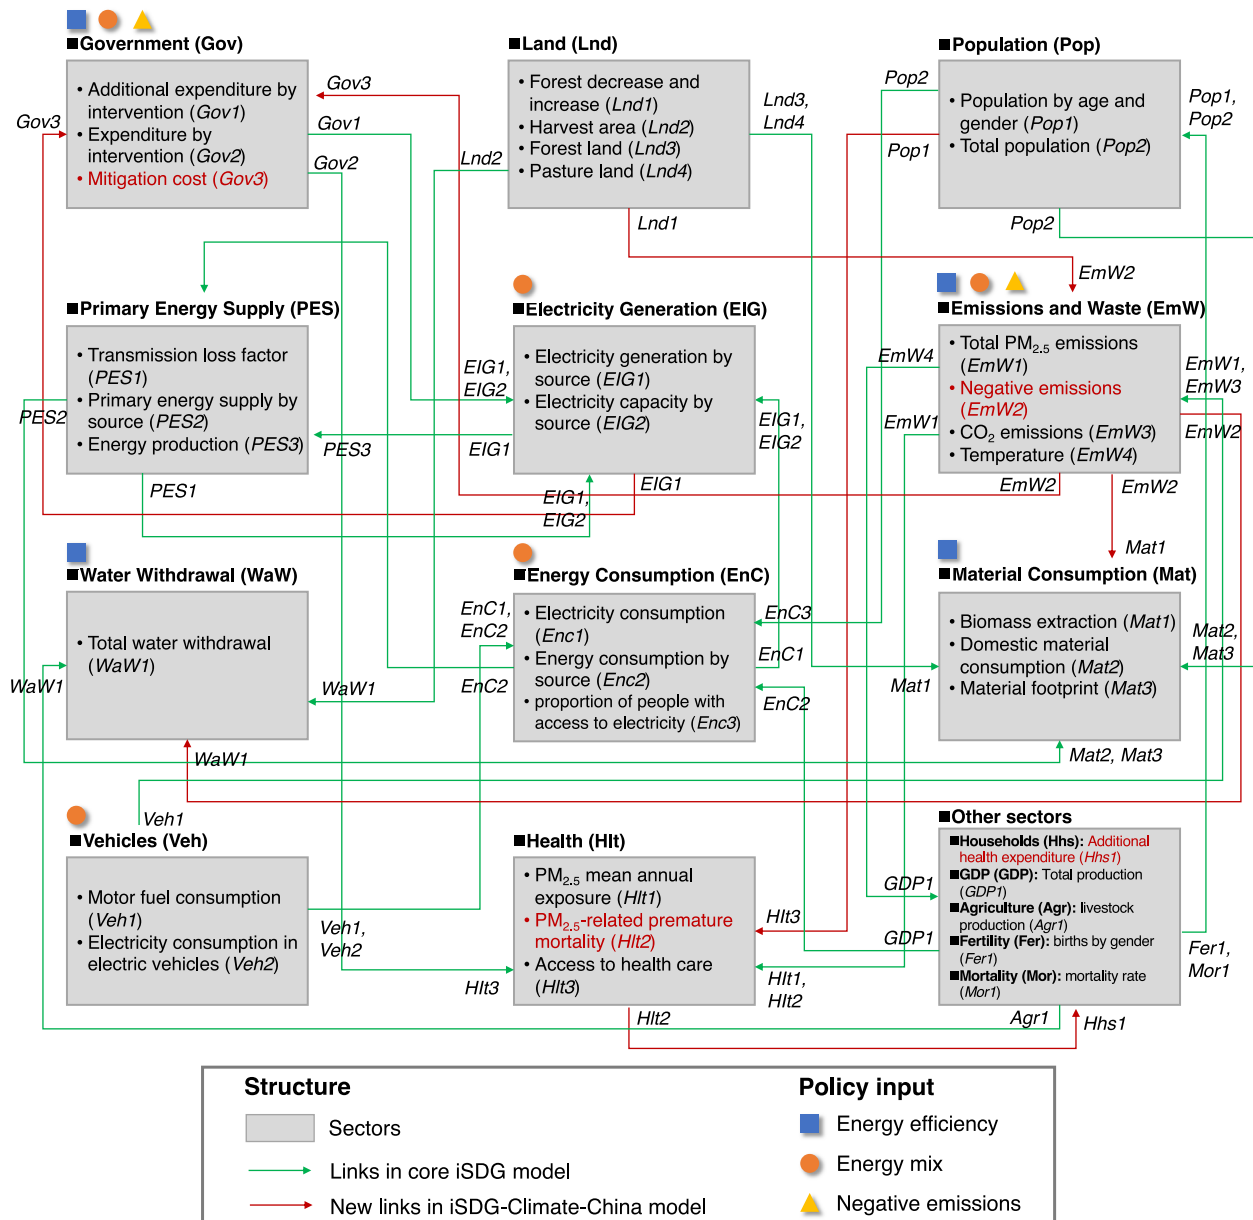 ■Government (Gov)
• Additional expenditure by
intervention (Gov1)
• Expenditure by
intervention (Gov2)
• Mitigation cost (Gov3)
Gov3
Gov3
Gov1
Gov2
■Land (Lnd)
• Forest decrease and
increase (Lnd1)
• Harvest area (Lnd2)
• Forest land (Lnd3)
• Pasture land (Lnd4)
Lnd2
Lnd3,
Lnd4
Lnd1
■Population (Pop)
• Population by age and
gender (Pop1)
• Total population (Pop2)
Pop2
Pop1
Pop1,
Pop2
Pop2
EmW2
■Primary Energy Supply (PES)
• Transmission loss factor
(PES1)
• Primary energy supply by
source (PES2)
• Energy production (PES3)
PES2
PES3
PES1
■Electricity Generation (ElG)
• Electricity generation by
source (ElG1)
• Electricity capacity by
source (ElG2)
ElG1,
ElG2
ElG1
ElG1,
ElG2
ElG1
ElG1,
ElG2
■Emissions and Waste (EmW)
• Total PM2.5 emissions
(EmW1)
• Negative emissions
(EmW2)
• CO2 emissions (EmW3)
• Temperature (EmW4)
EmW4
EmW1
EmW1,
EmW3
EmW2
EmW2
EmW2
Mat1
■Water Withdrawal (WaW)
• Total water withdrawal
(WaW1)
WaW1
WaW1
WaW1
■Energy Consumption (EnC)
• Electricity consumption
(Enc1)
• Energy consumption by
source (Enc2)
• proportion of people with
access to electricity (Enc3)
EnC1,
EnC2
EnC2
EnC3
EnC1
EnC2
■Material Consumption (Mat)
• Biomass extraction (Mat1)
• Domestic material
consumption (Mat2)
• Material footprint (Mat3)
Mat1
Mat2,
Mat3
Mat2, Mat3
■Vehicles (Veh)
• Motor fuel consumption
(Veh1)
• Electricity consumption in
electric vehicles (Veh2)
Veh1
Veh1,
Veh2
■Health (Hlt)
• PM2.5 mean annual
exposure (Hlt1)
• PM2.5-related premature
mortality (Hlt2)
• Access to health care
(Hlt3)
Hlt3
Hlt3
Hlt1,
Hlt2
Hlt2
■Other sectors
■Households (Hhs): Additional
health expenditure (Hhs1)
■GDP (GDP): Total production
(GDP1)
■Agriculture (Agr): livestock
production (Agr1)
■Fertility (Fer): births by gender
(Fer1)
■Mortality (Mor): mortality rate
(Mor1)
GDP1
GDP1
Fer1,
Mor1
Agr1
Hhs1
Structure
Sectors
Links in core iSDG model
New links in iSDG-Climate-China model
Policy input
Energy efficiency
Energy mix
Negative emissions